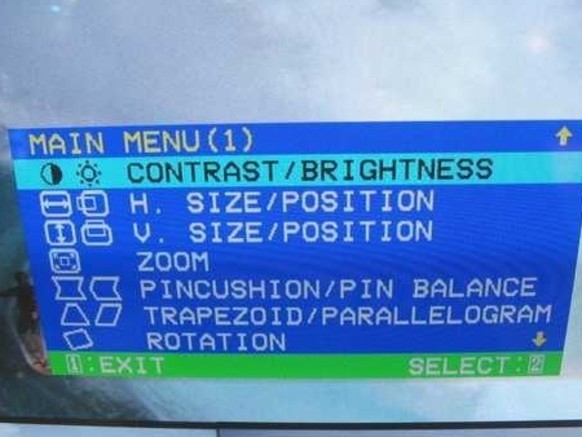 MAIN MENU(1)
CONTRAST/BRIGHTNESS
H. SIZE/POSITION
V. SIZE/POSITION
ZOOM
PINCUSHION/PIN BALANCE
TRAPEZOID/PARALLELOGRAM
ROTATION
1:EXIT SELECT:2